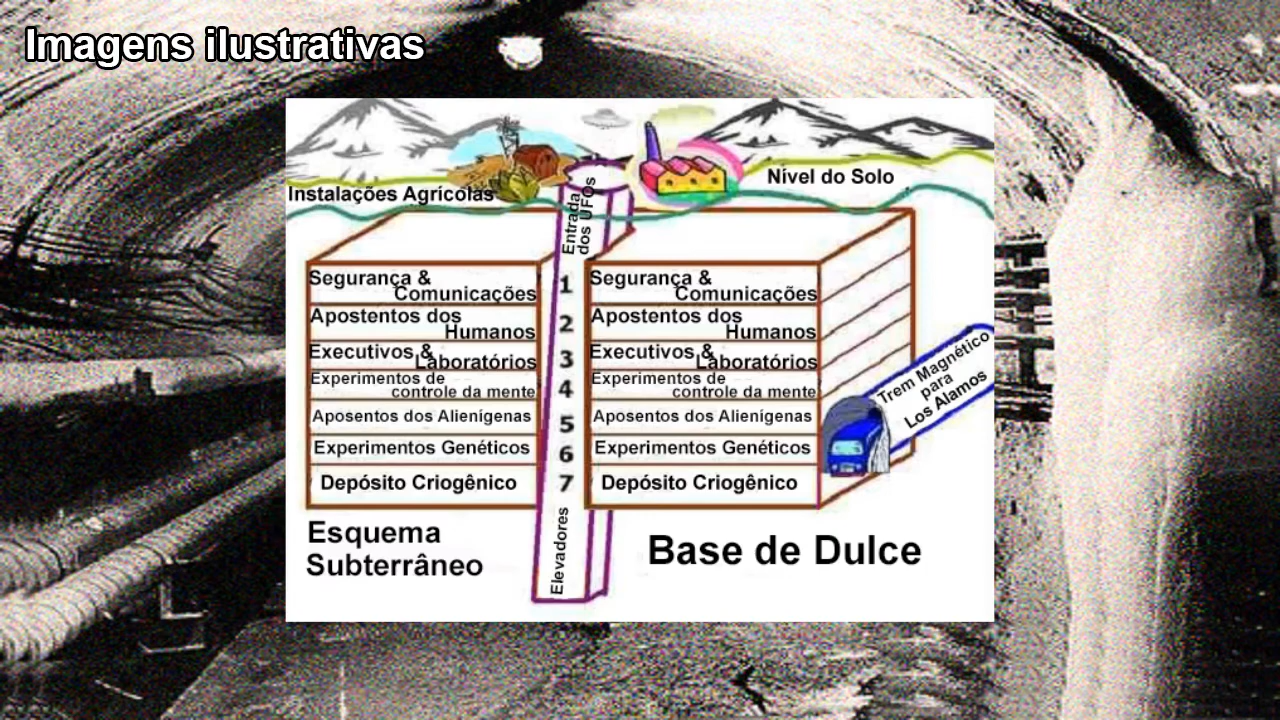 Imagens ilustrativas
Instalações Agrícolas
Nível do Solo
Entrada
dos UFOs
Segurança &
Comunicações
1
Segurança &
Comunicações
Apostentos dos
Humanos
2
Apostentos dos
Humanos
Executivos &
Laboratórios
3
Executivos &
Laboratórios
Experimentos de
controle da mente
4
Experimentos de
controle da mente
Aposentos dos Alienígenas
5
Aposentos dos Alienígenas
Experimentos Genéticos
6
Experimentos Genéticos
Depósito Criogênico
7
Depósito Criogênico
Trem Magnético
para
Los Alamos
Elevadores
Esquema
Subterrâneo
Base de Dulce